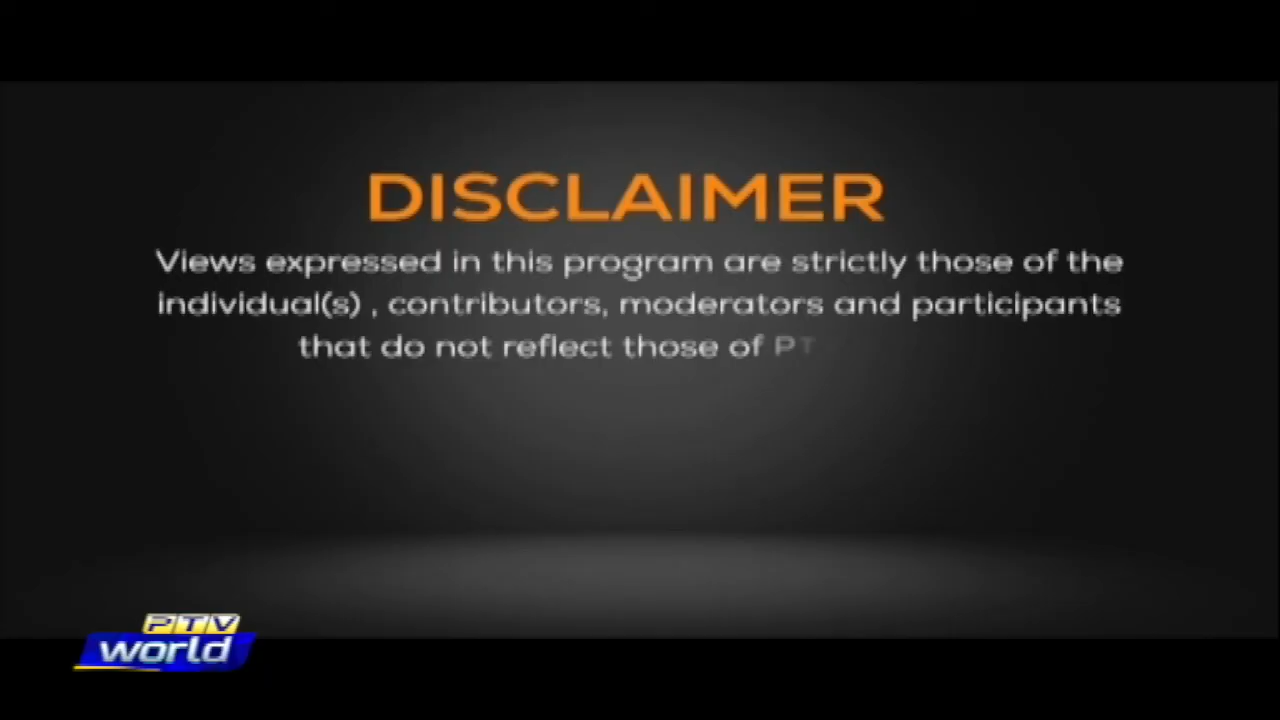 DISCLAIMER
Views expressed in this program are strictly those of the
individual(s) , contributors, moderators and participants
that do not reflect those of PT
PTV
world